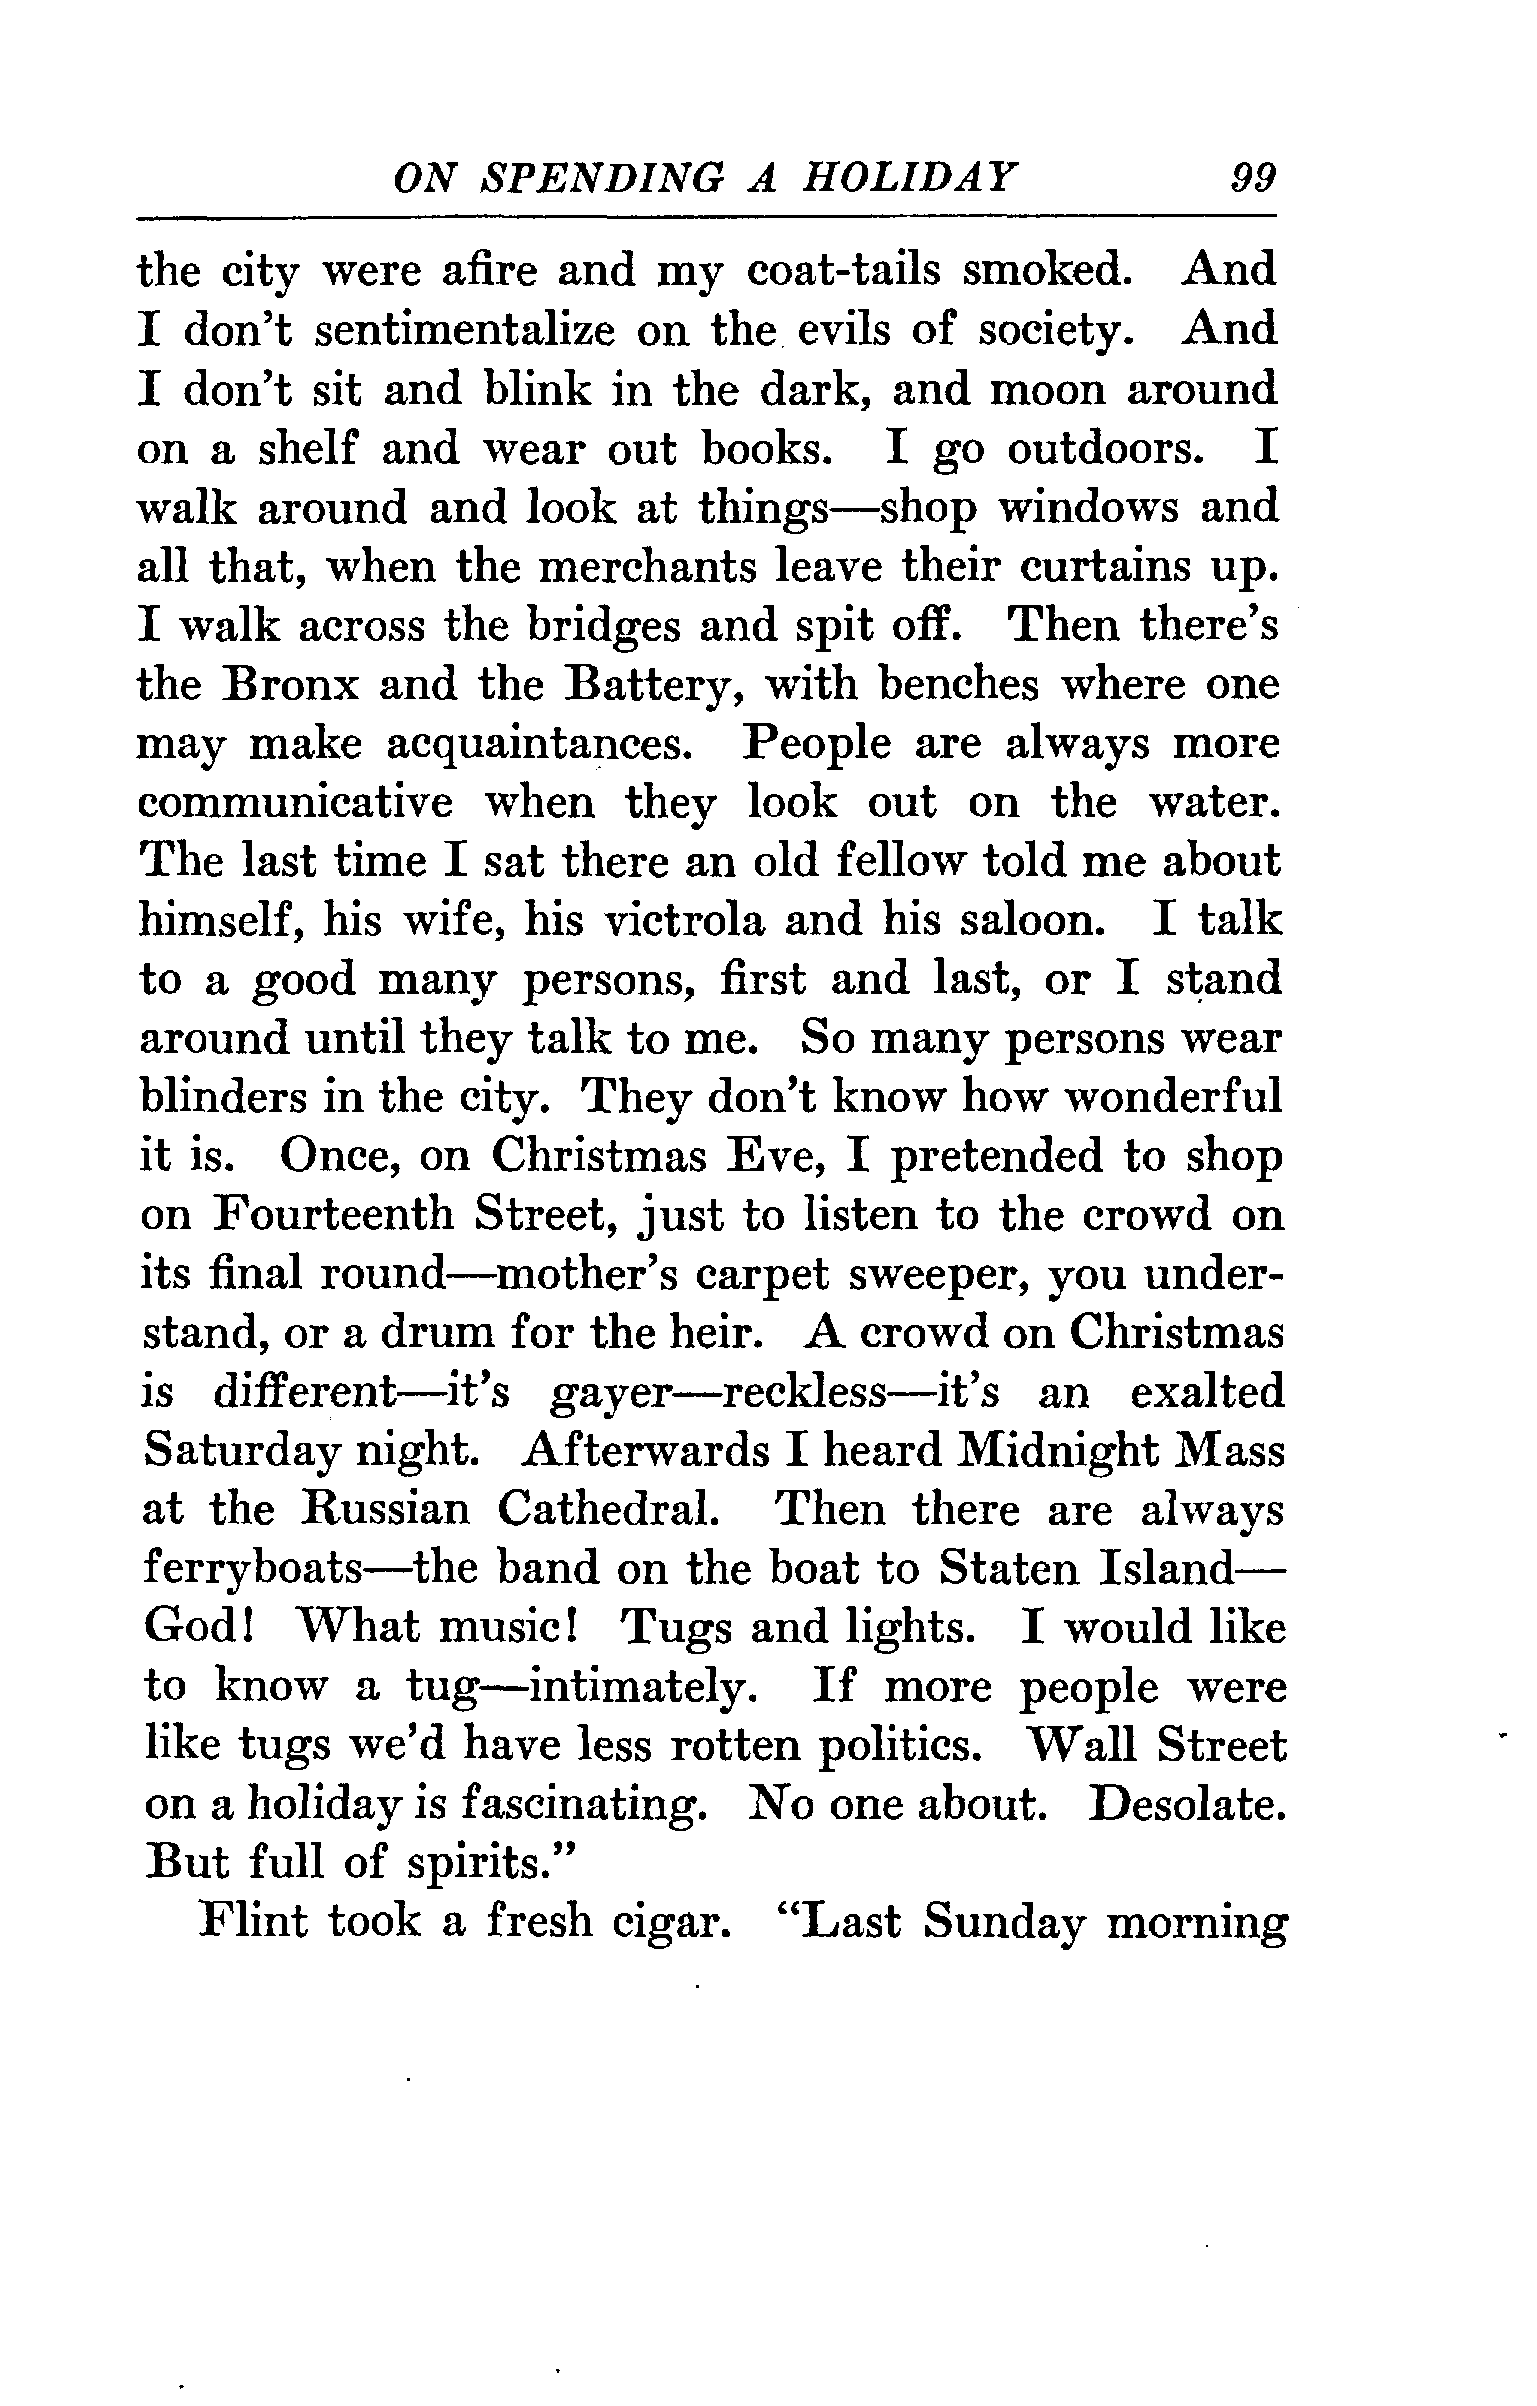 ON SPENDING A HOLIDAY 99
the city were afire and my coat-tails smoked. And
I don't sentimentalize on the evils of society. And
I don't sit and blink in the dark, and moon around
on a shelf and wear out books. I go outdoors. I
walk around and look at things—shop windows and
all that, when the merchants leave their curtains up.
I walk across the bridges and spit off. Then there's
the Bronx and the Battery, with benches where one
may make acquaintances. People are always more
communicative when they look out on the water.
The last time I sat there an old fellow told me about
himself, his wife, his victrola and his saloon. I talk
to a good many persons, first and last, or I stand
around until they talk to me. So many persons wear
blinders in the city. They don't know how wonderful
it is. Once, on Christmas Eve, I pretended to shop
on Fourteenth Street, just to listen to the crowd on
its final round—mother's carpet sweeper, you under-
stand, or a drum for the heir. A crowd on Christmas
is different—it's gayer—reckless—it's an exalted
Saturday night. Afterwards I heard Midnight Mass
at the Russian Cathedral. Then there are always
ferryboats—the band on the boat to Staten Island—
God! What music! Tugs and lights. I would like
to know a tug—intimately. If more people were
like tugs we'd have less rotten politics. Wall Street
on a holiday is fascinating. No one about. Desolate.
But full of spirits."
Flint took a fresh cigar. "Last Sunday morning